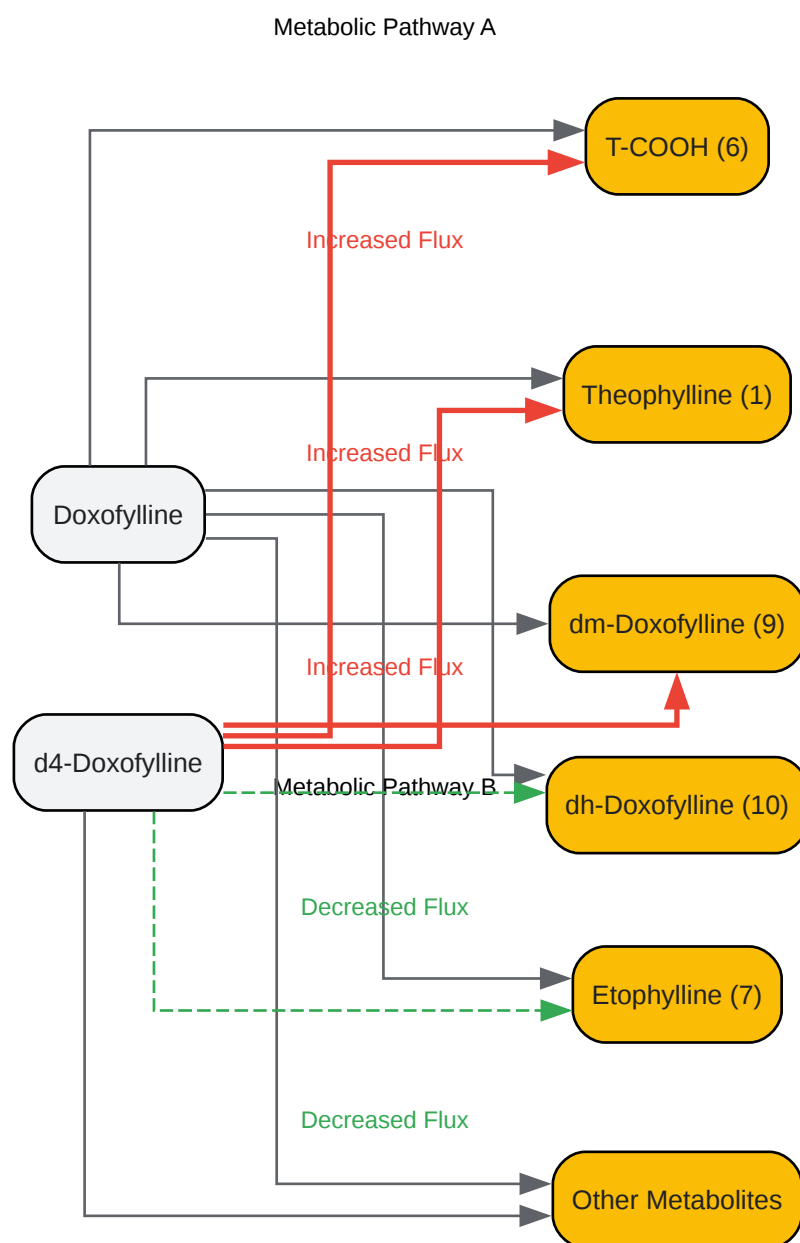 Metabolic Pathway A
T-COOH (6)
Increased Flux
Theophylline (1)
Increased Flux
Doxofylline
dm-Doxofylline (9)
Increased Flux
d4-Doxofylline
Metabolic Pathway B
dh-Doxofylline (10)
Decreased Flux
Etophylline (7)
Decreased Flux
Other Metabolites